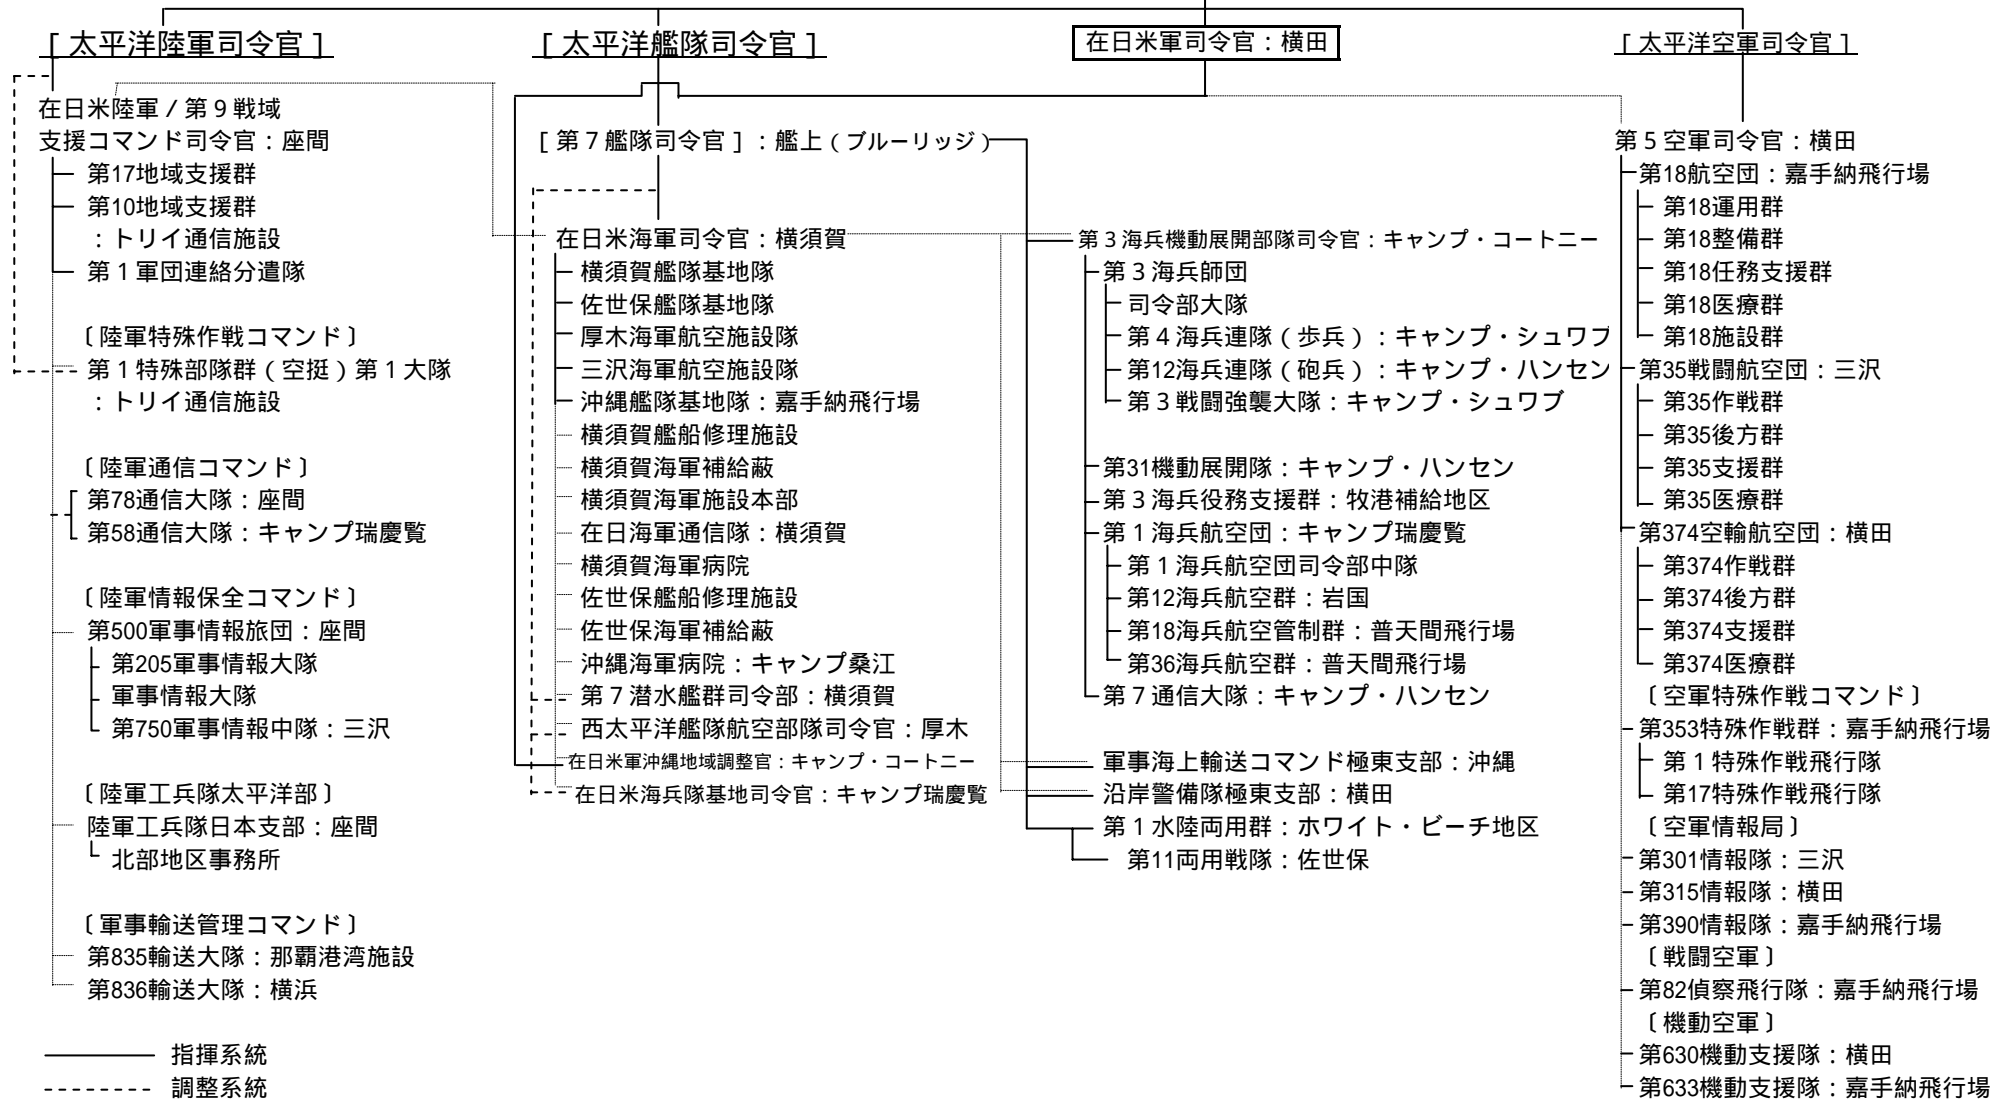 [ 太平洋陸軍司令官 ]
[ 太平洋艦隊司令官 ]
在日米軍司令官：横田
[ 太平洋空軍司令官 ]
在日米陸軍 / 第９戦域
支援コマンド司令官：座間
第17地域支援群
第10地域支援群
：トリイ通信施設
第１軍団連絡分遣隊
〔陸軍特殊作戦コマンド〕
第１特殊部隊群（空挺）第１大隊
：トリイ通信施設
〔陸軍通信コマンド〕
第78通信大隊：座間
第58通信大隊：キャンプ瑞慶覧
〔陸軍情報保全コマンド〕
第500軍事情報旅団：座間
第205軍事情報大隊
軍事情報大隊
第750軍事情報中隊：三沢
〔陸軍工兵隊太平洋部〕
陸軍工兵隊日本支部：座間
北部地区事務所
〔軍事輸送管理コマンド〕
第835輸送大隊：那覇港湾施設
第836輸送大隊：横浜
指揮系統
調整系統
[ 第７艦隊司令官 ] ：艦上（ブルーリッジ）
在日米海軍司令官：横須賀
横須賀艦隊基地隊
佐世保艦隊基地隊
厚木海軍航空施設隊
三沢海軍航空施設隊
沖縄艦隊基地隊：嘉手納飛行場
横須賀艦船修理施設
横須賀海軍補給蔽
横須賀海軍施設本部
在日海軍通信隊：横須賀
横須賀海軍病院
佐世保艦船修理施設
佐世保海軍補給蔽
沖縄海軍病院：キャンプ桑江
第７潜水艦群司令部：横須賀
西太平洋艦隊航空部隊司令官：厚木
在日米軍沖縄地域調整官：キャンプ・コートニー
在日米海兵隊基地司令官：キャンプ瑞慶覧
第３海兵機動展開部隊司令官：キャンプ・コートニー
第３海兵師団
司令部大隊
第４海兵連隊（歩兵）：キャンプ・シュワブ
第12海兵連隊（砲兵）：キャンプ・ハンセン
第３戦闘強襲大隊：キャンプ・シュワブ
第31機動展開隊：キャンプ・ハンセン
第３海兵役務支援群：牧港補給地区
第１海兵航空団：キャンプ瑞慶覧
第１海兵航空団司令部中隊
第12海兵航空群：岩国
第18海兵航空管制群：普天間飛行場
第36海兵航空群：普天間飛行場
第７通信大隊：キャンプ・ハンセン
軍事海上輸送コマンド極東支部：沖縄
沿岸警備隊極東支部：横田
第１水陸両用群：ホワイト・ビーチ地区
第11両用戦隊：佐世保
第５空軍司令官：横田
第18航空団：嘉手納飛行場
第18運用群
第18整備群
第18任務支援群
第18医療群
第18施設群
第35戦闘航空団：三沢
第35作戦群
第35後方群
第35支援群
第35医療群
第374空輸航空団：横田
第374作戦群
第374後方群
第374支援群
第374医療群
〔空軍特殊作戦コマンド〕
第353特殊作戦群：嘉手納飛行場
第１特殊作戦飛行隊
第17特殊作戦飛行隊
〔空軍情報局〕
第301情報隊：三沢
第315情報隊：横田
第390情報隊：嘉手納飛行場
〔戦闘空軍〕
第82偵察飛行隊：嘉手納飛行場
〔機動空軍〕
第630機動支援隊：横田
第633機動支援隊：嘉手納飛行場